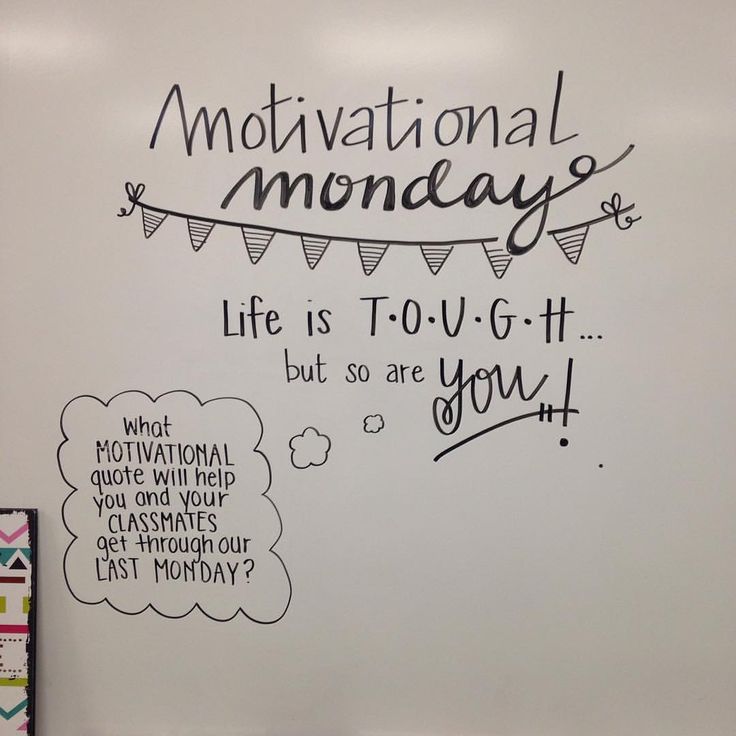 Motivational
monday
Life is T·O·U·G·H...
but so are you!
What
MOTIVATIONAL
quote will help
you and your
CLASSMATES
get through our
LAST MONDAY?